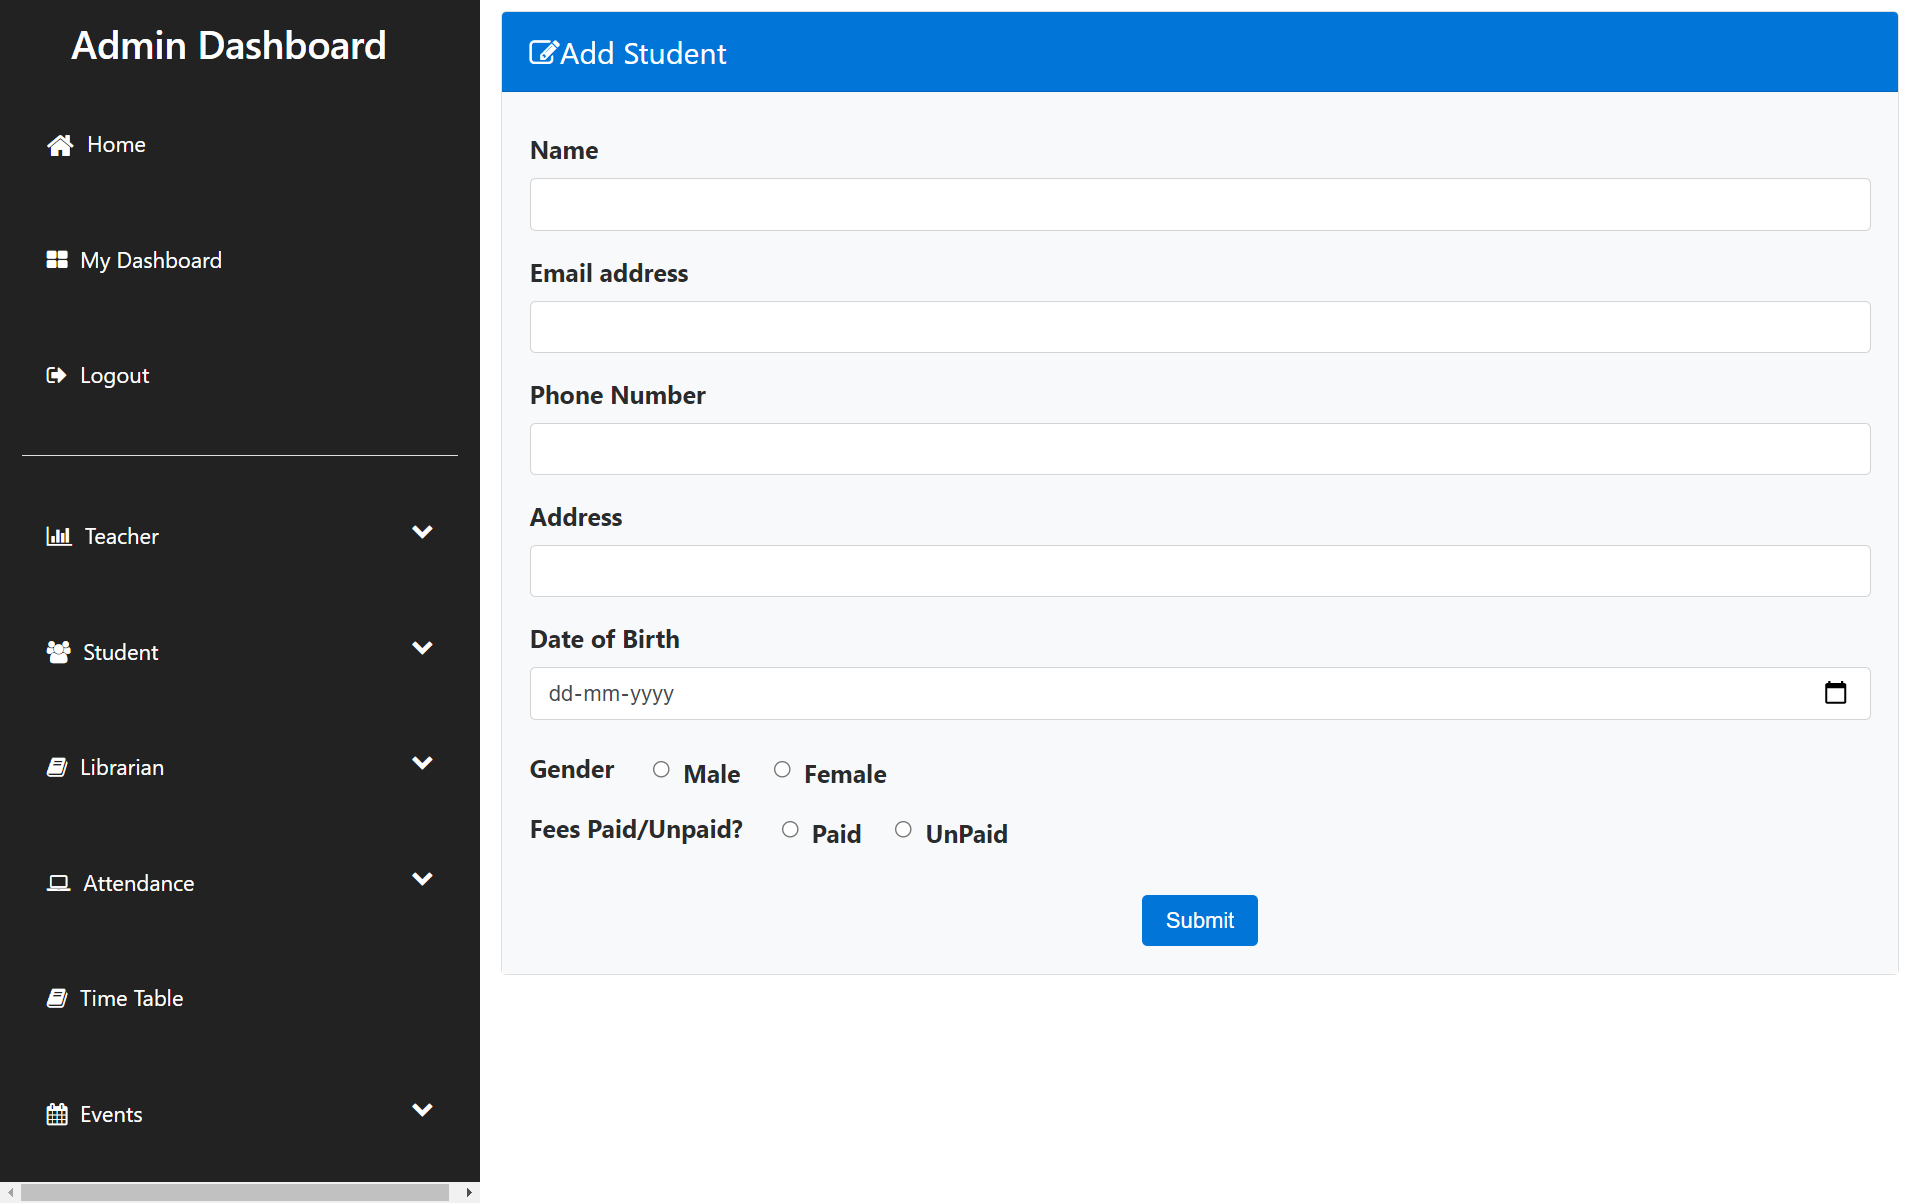 Admin Dashboard
Home
My Dashboard
Logout
Teacher
Student
Librarian
Attendance
Time Table
Events
Add Student
Name
Email address
Phone Number
Address
Date of Birth
dd-mm-yyyy
Gender Male Female
Fees Paid/Unpaid? Paid UnPaid
Submit